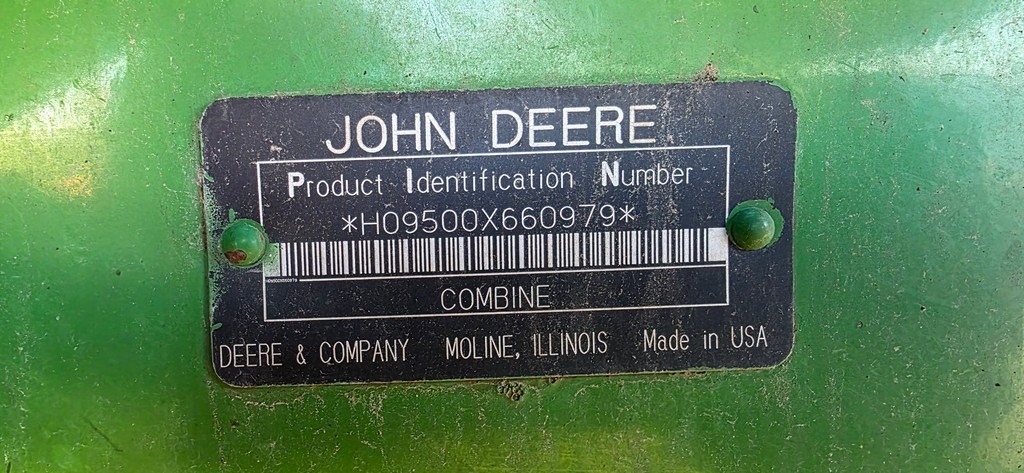 JOHN DEERE
Product Identification Number
*H09500X660979*
COMBINE
DEERE & COMPANY MOLINE, ILLINOIS Made in USA